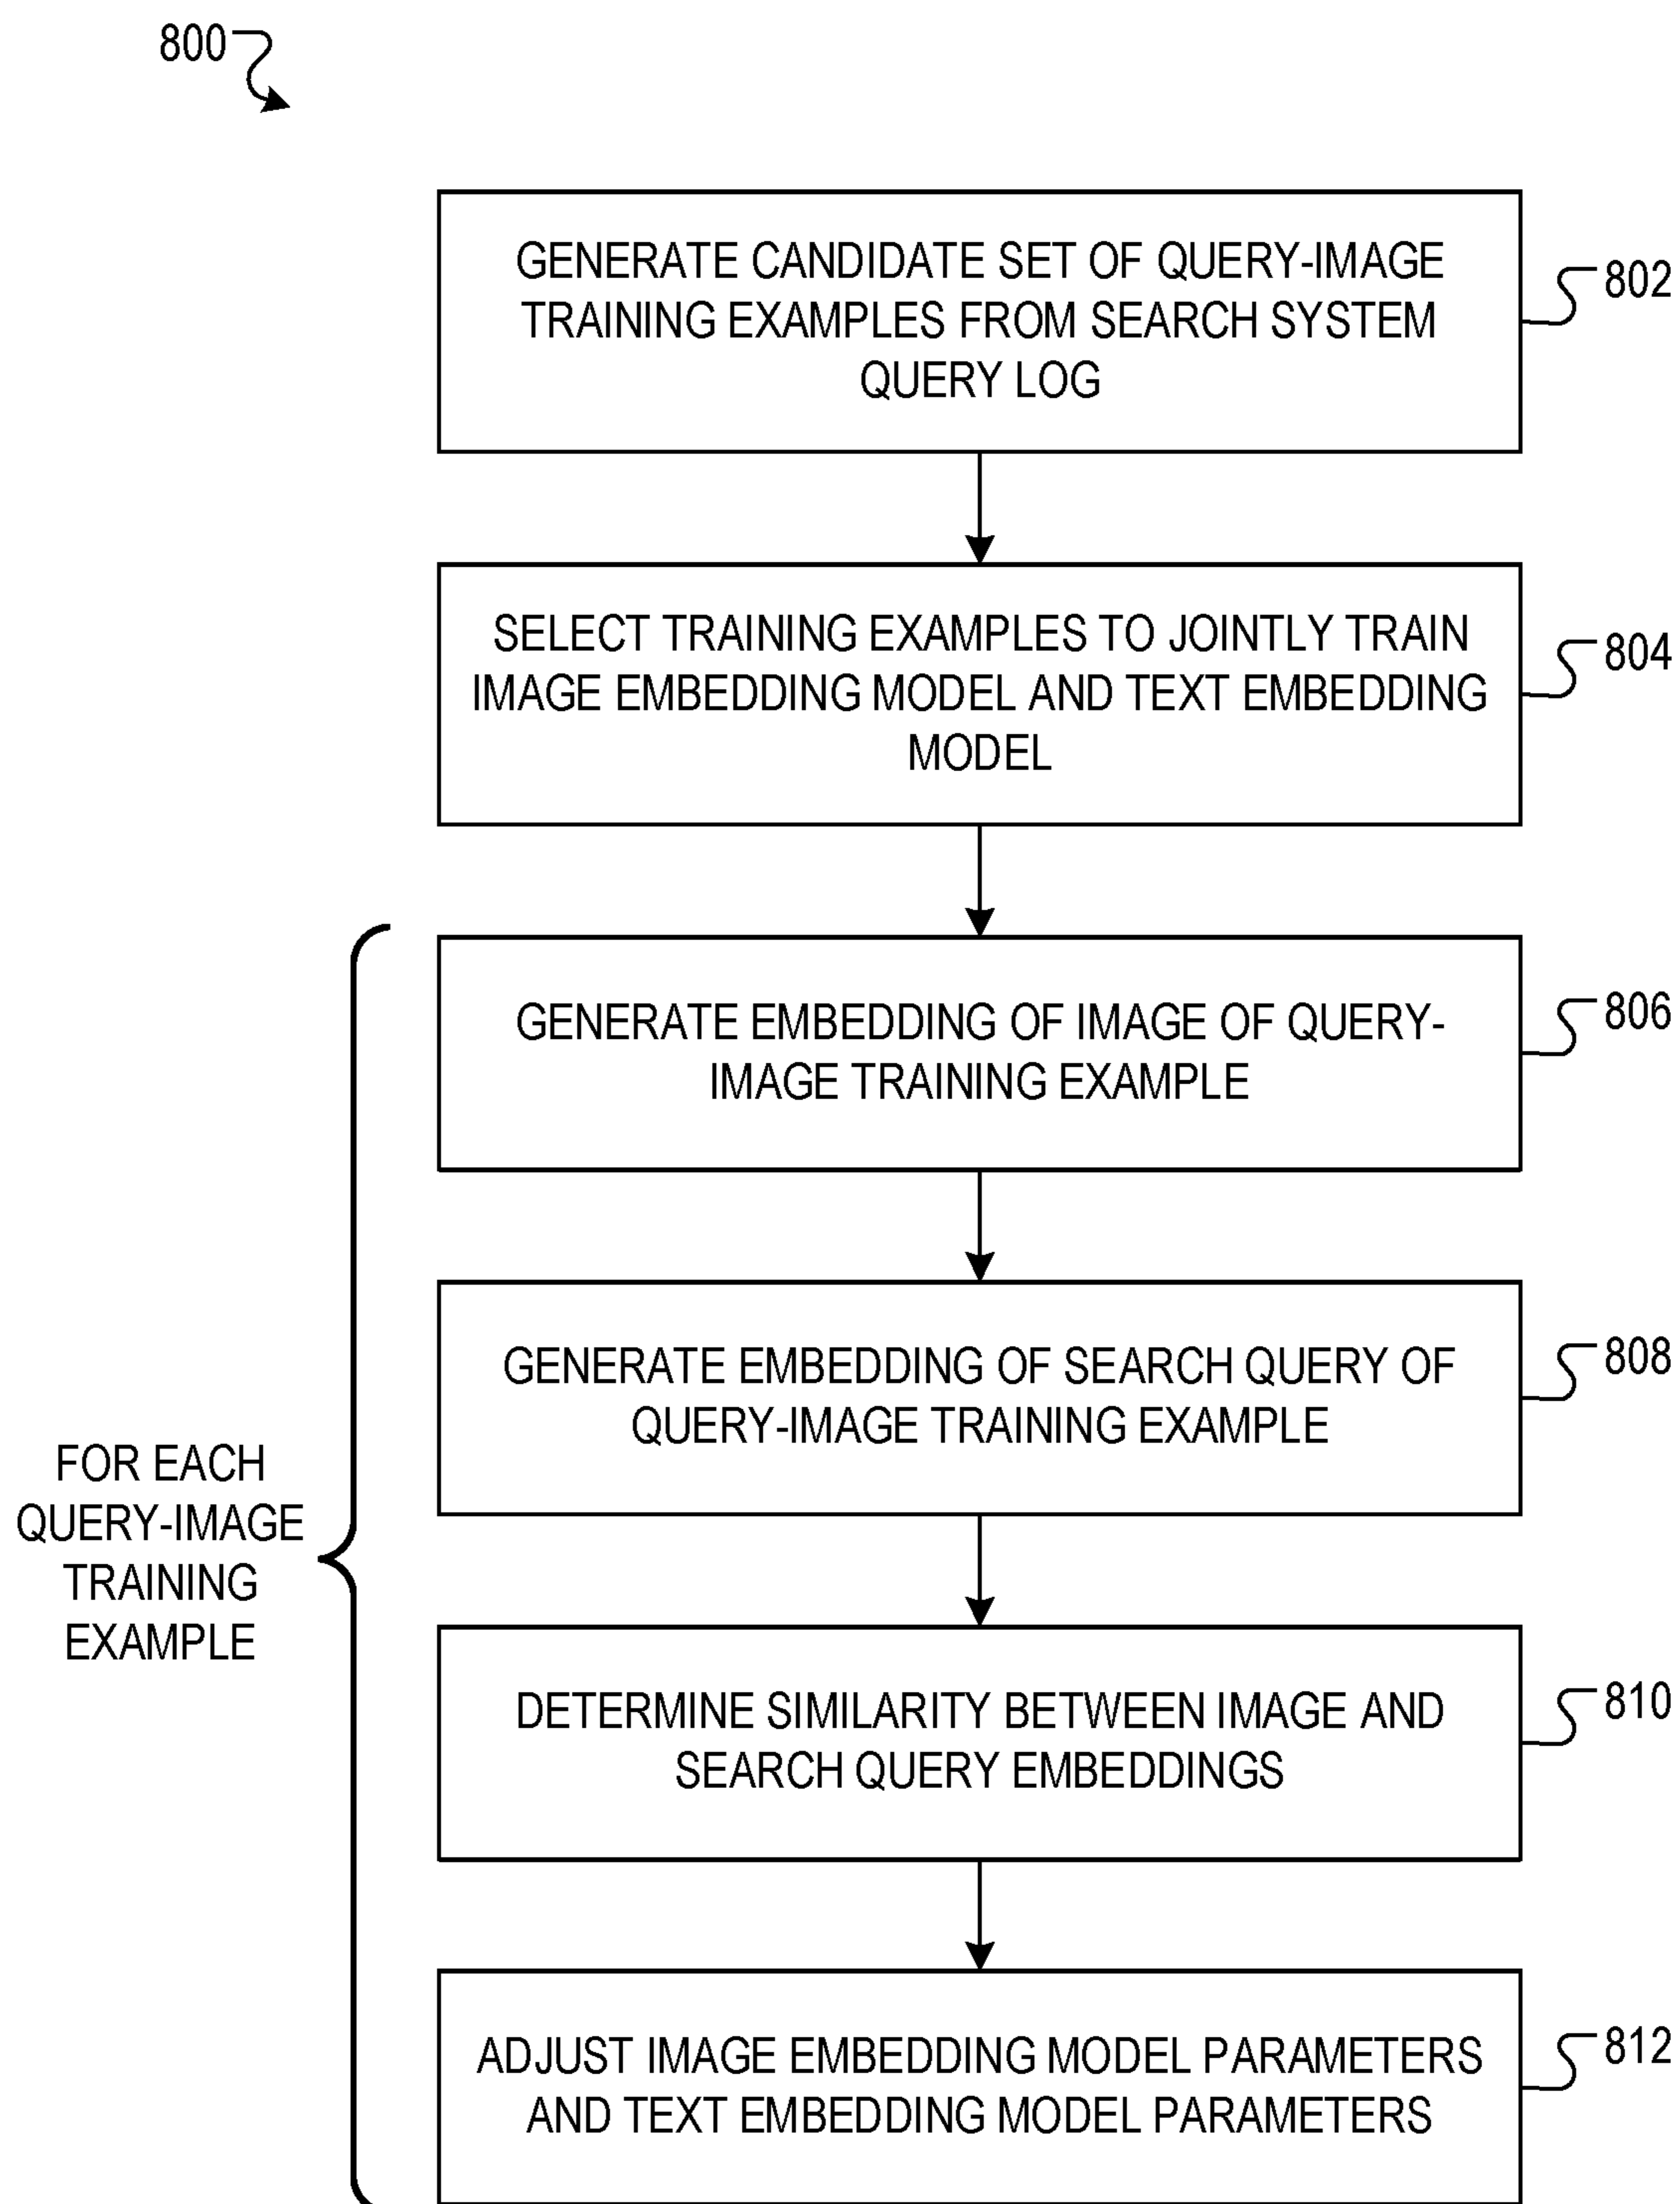 800
GENERATE CANDIDATE SET OF QUERY-IMAGE
TRAINING EXAMPLES FROM SEARCH SYSTEM
QUERY LOG
802
SELECT TRAINING EXAMPLES TO JOINTLY TRAIN
IMAGE EMBEDDING MODEL AND TEXT EMBEDDING
MODEL
804
FOR EACH
QUERY-IMAGE
TRAINING
EXAMPLE
GENERATE EMBEDDING OF IMAGE OF QUERY-
IMAGE TRAINING EXAMPLE
806
GENERATE EMBEDDING OF SEARCH QUERY OF
QUERY-IMAGE TRAINING EXAMPLE
808
DETERMINE SIMILARITY BETWEEN IMAGE AND
SEARCH QUERY EMBEDDINGS
810
ADJUST IMAGE EMBEDDING MODEL PARAMETERS
AND TEXT EMBEDDING MODEL PARAMETERS
812